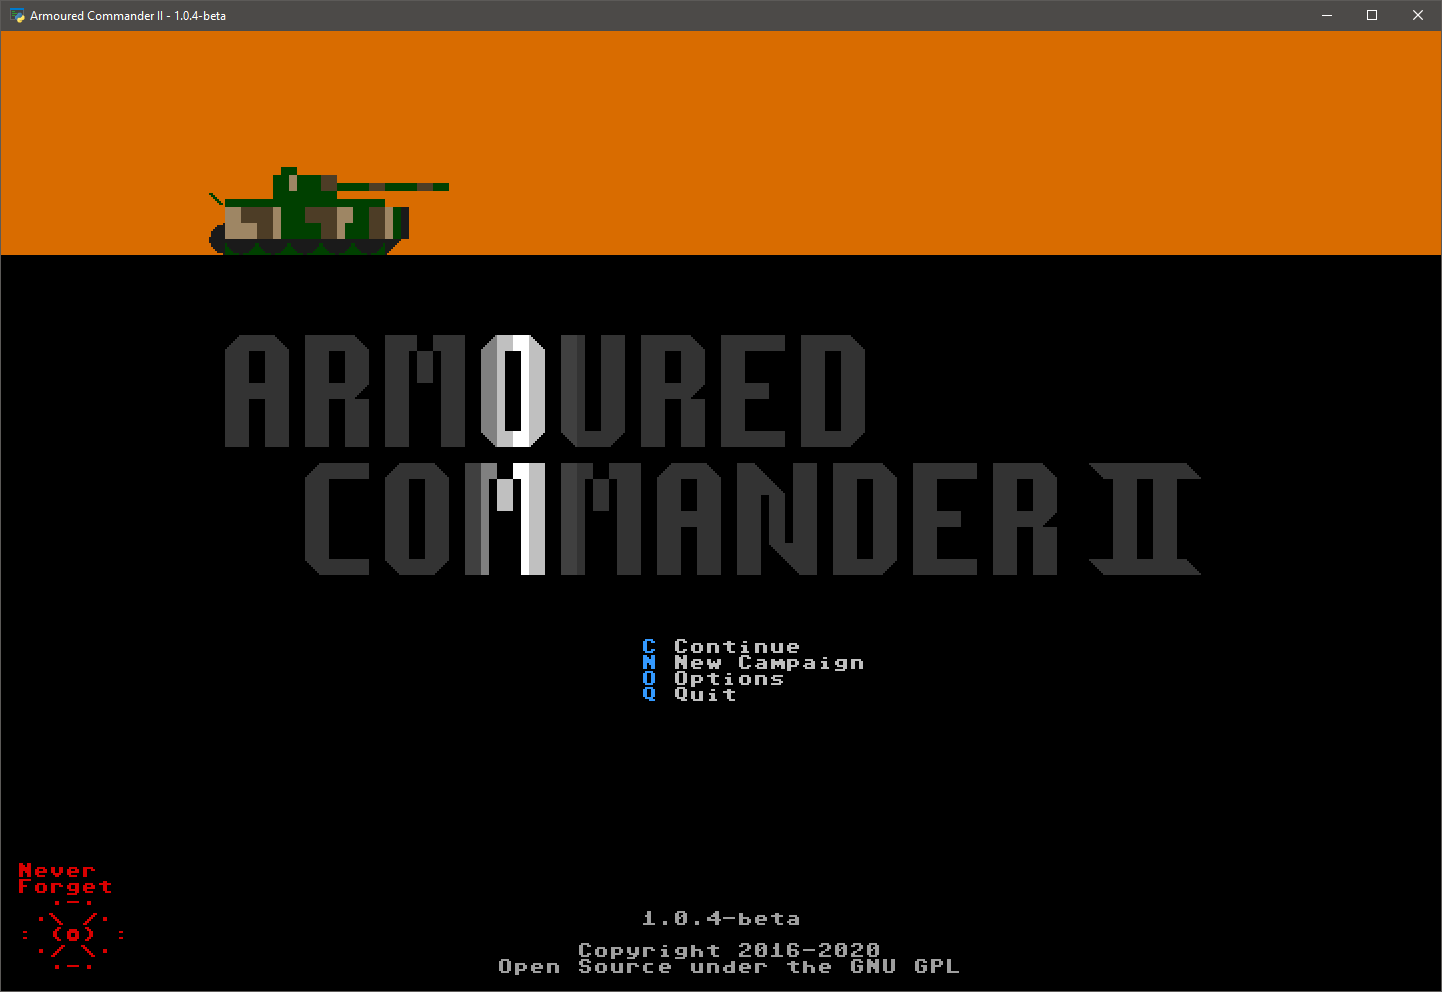 Armoured Commander II - 1.0.4-beta
ARMOURED
COMMANDER II
C Continue
N New Campaign
O Options
Q Quit
Never
Forget
1.0.4-beta
Copyright 2016-2020
Open Source under the GNU GPL